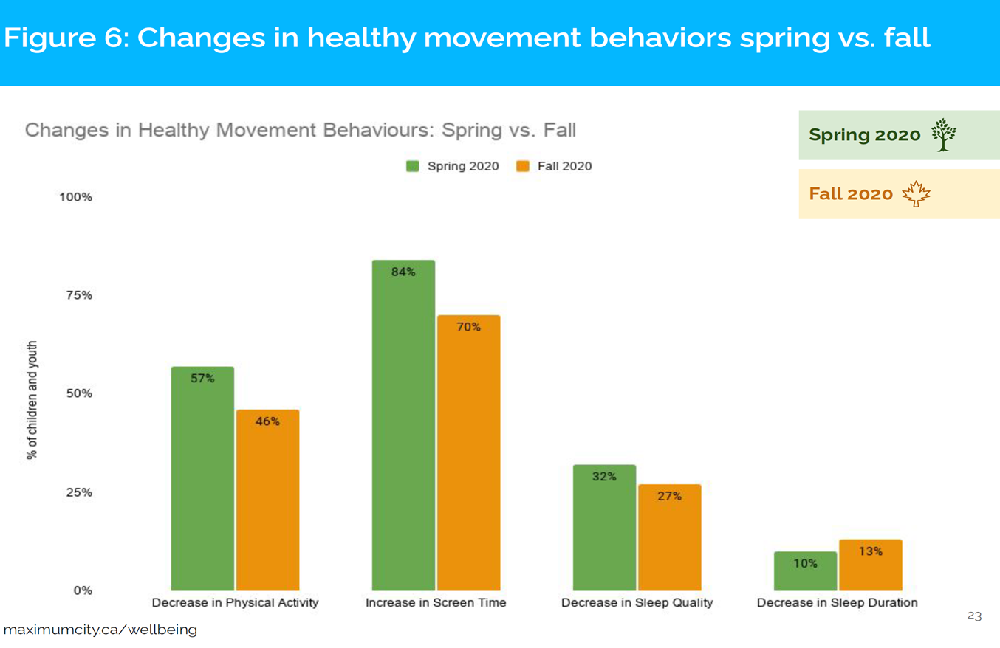 Figure 6: Changes in healthy movement behaviors spring vs. fall
Changes in Healthy Movement Behaviours: Spring vs. Fall
Spring 2020
Fall 2020
Spring 2020
Fall 2020
100%
75%
50%
25%
0%
% of children and youth
57%
46%
84%
70%
32%
27%
10%
13%
Decrease in Physical Activity
Increase in Screen Time
Decrease in Sleep Quality
Decrease in Sleep Duration
23
maximumcity.ca/wellbeing